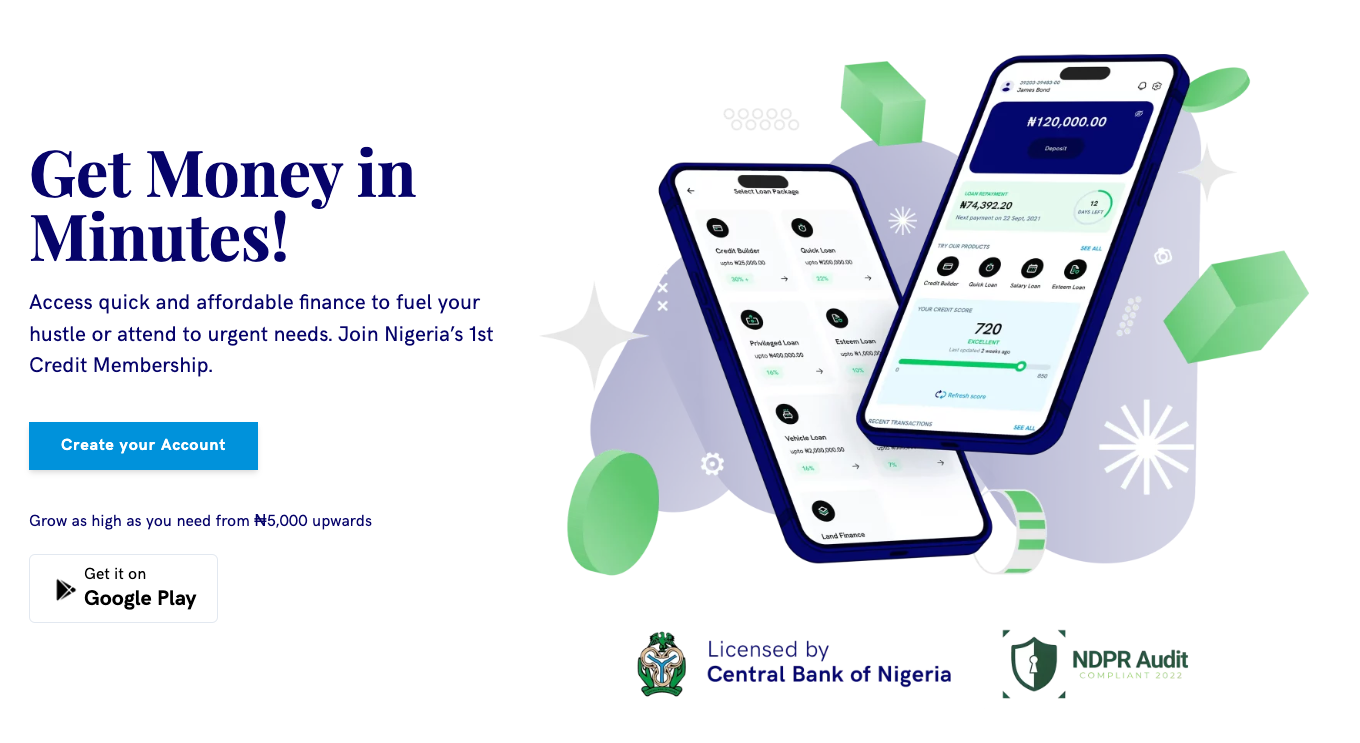 Get Money in
Minutes!
Access quick and affordable finance to fuel your
hustle or attend to urgent needs. Join Nigeria’s 1st
Credit Membership.
Create your Account
Grow as high as you need from ₦5,000 upwards
Get it on
Google Play
Select Loan Package
Credit Builder
upto ₦25,000.00
30% +
Quick Loan
upto ₦200,000.00
Privileged Loan
upto ₦400,000.00
16%
Esteem Loan
upto ₦1,000,
10%
Vehicle Loan
upto ₦2,000,000.00
16%
7%
Land Finance
James Bond
₦120,000.00
Deposit
LOAN REPAYMENT
₦74,392.20
Next payment on 22 Sept, 2021
12
DAYS LEFT
TRY OUR PRODUCTS
SEE ALL
Credit Builder
Quick Loan
Salary Loan
Esteem Loan
YOUR CREDIT SCORE
720
EXCELLENT
Last updated 2 weeks ago
0
850
Refresh score
RECENT TRANSACTIONS
SEE ALL
Licensed by
Central Bank of Nigeria
NDPR Audit
COMPLIANT 2022